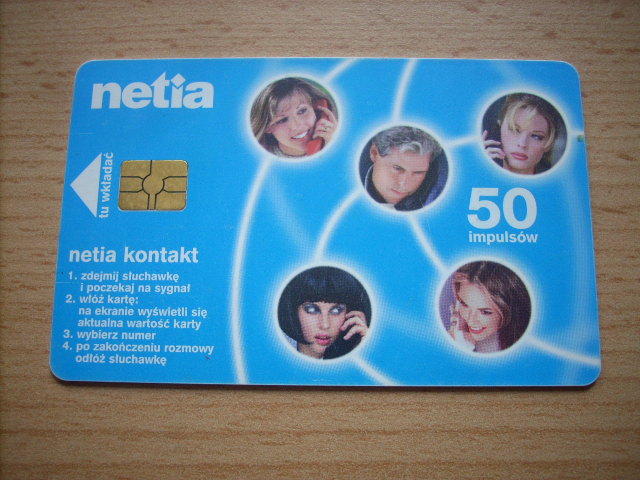 netia
tu wkładać
50
impulsów
netia kontakt
1. zdejmij słuchawkę
i poczekaj na sygnał
2. włóż kartę:
na ekranie wyświetli się
aktualna wartość karty
3. wybierz numer
4. po zakończeniu rozmowy
odłóż słuchawkę